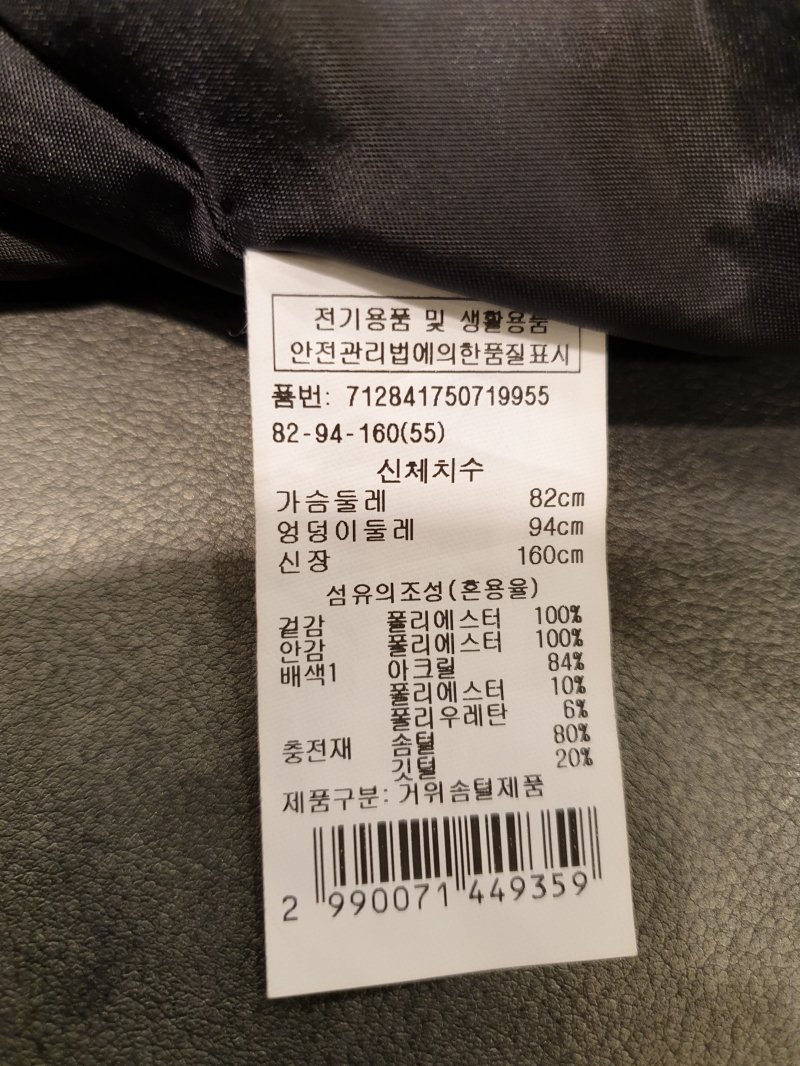 전기용품 및 생활용품
안전관리법에의한품질표시
품번: 712841750719955
82-94-160(55)
신체치수
가슴둘레 82cm
엉덩이둘레 94cm
신장 160cm
섬유의조성(혼용율)
겉감 폴리에스터 100%
안감 폴리에스터 100%
배색1 아크릴 84%
폴리에스터 10%
폴리우레탄 6%
충전재 솜털 80%
깃털 20%
제품구분: 거위솜털제품
2 990071 449359